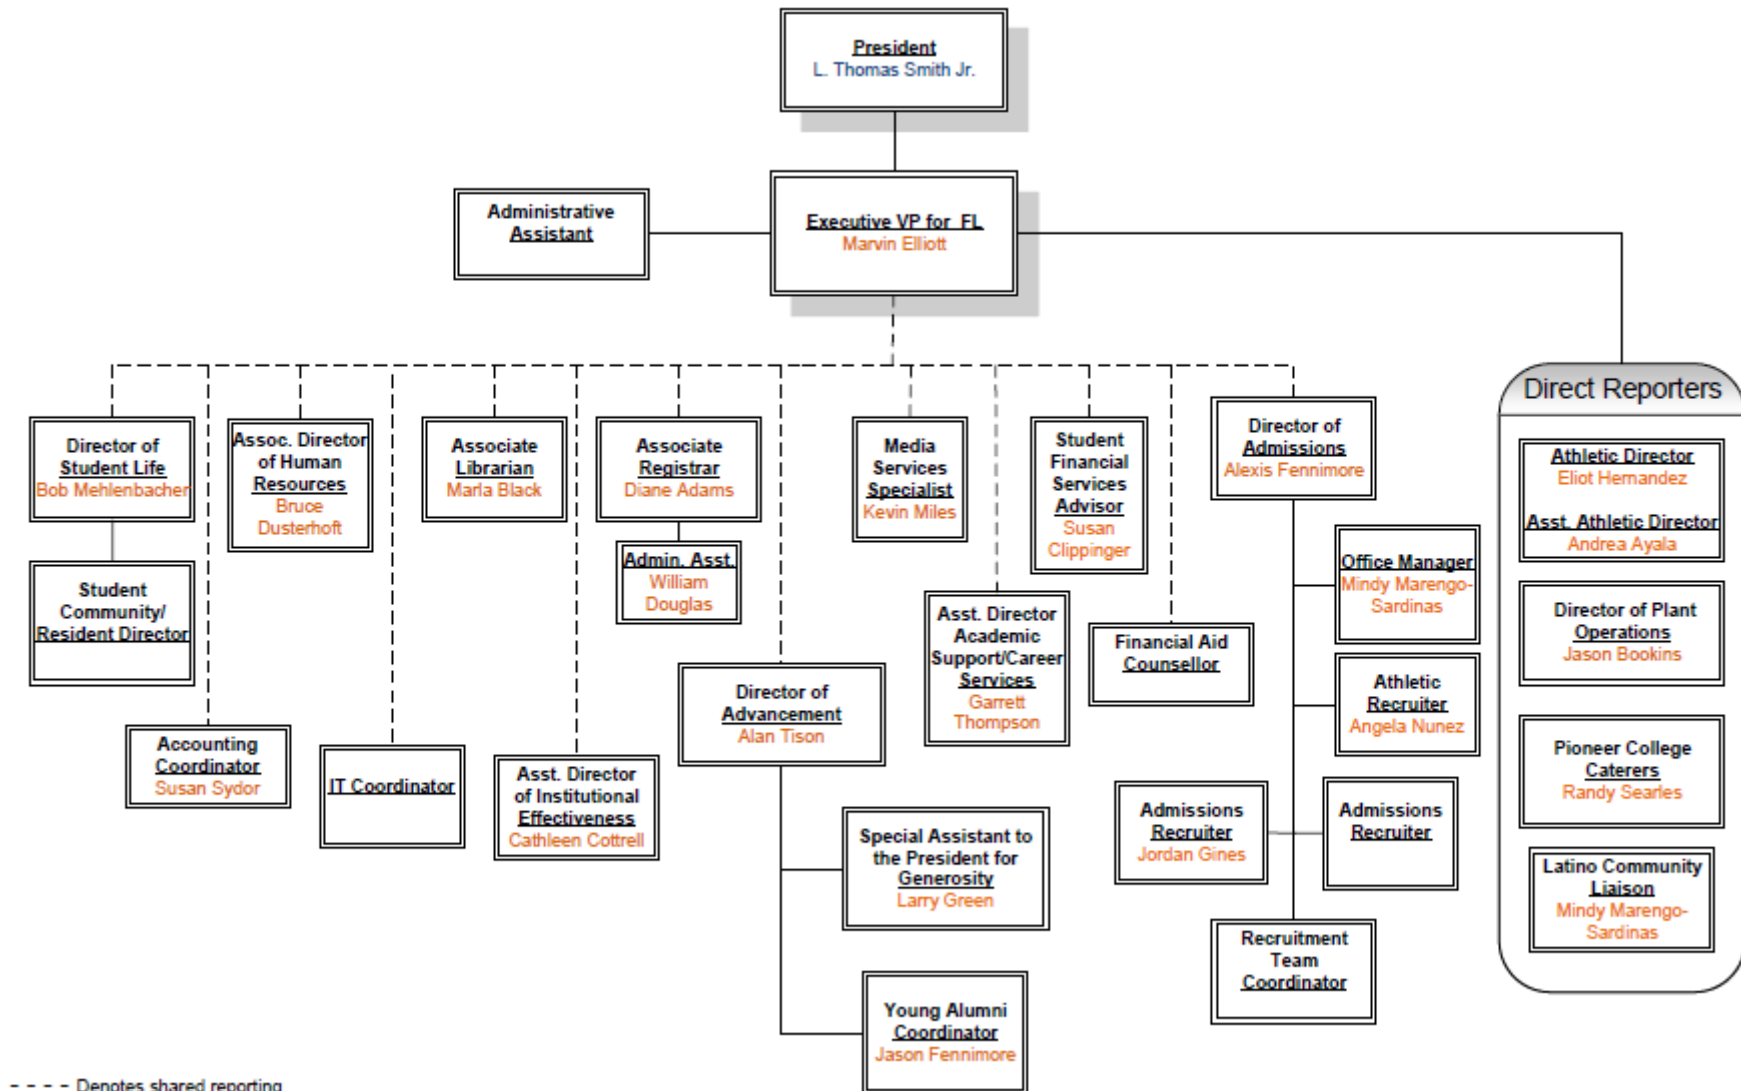 President
L. Thomas Smith Jr.
Administrative
Assistant
Executive VP for FL
Marvin Elliott
Direct Reporters
Director of
Student Life
Bob Mehlenbacher
Assoc. Director
of Human
Resources
Bruce
Dusterhoft
Associate
Librarian
Marla Black
Associate
Registrar
Diane Adams
Media
Services
Specialist
Kevin Miles
Student
Financial
Services
Advisor
Susan
Clippinger
Director of
Admissions
Alexis Fennimore
Athletic Director
Eliot Hernandez
Asst. Athletic Director
Andrea Ayala
Student
Community/
Resident Director
Admin. Asst.
William
Douglas
Asst. Director
Academic
Support/Career
Services
Garrett
Thompson
Financial Aid
Counsellor
Office Manager
Mindy Marengo-
Sardinas
Director of Plant
Operations
Jason Bookins
Accounting
Coordinator
Susan Sydor
IT Coordinator
Asst. Director
of Institutional
Effectiveness
Cathleen Cottrell
Director of
Advancement
Alan Tison
Athletic
Recruiter
Angela Nunez
Pioneer College
Caterers
Randy Searles
Special Assistant to
the President for
Generosity
Larry Green
Admissions
Recruiter
Jordan Gines
Admissions
Recruiter
Latino Community
Liaison
Mindy Marengo-
Sardinas
Recruitment
Team
Coordinator
Young Alumni
Coordinator
Jason Fennimore
- - - - Denotes shared reporting